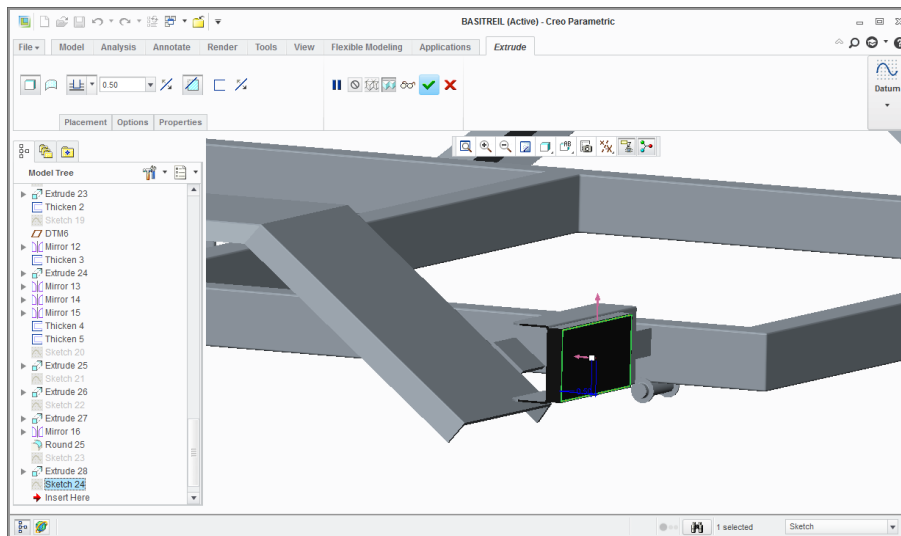 BASITREIL (Active) - Creo Parametric
File Model Analysis Annotate Render Tools View Flexible Modeling Applications Extrude
0.50
Datum
Placement Options Properties
Model Tree
Extrude 23
Thicken 2
Sketch 19
DTM6
Mirror 12
Thicken 3
Extrude 24
Mirror 13
Mirror 14
Mirror 15
Thicken 4
Thicken 5
Sketch 20
Extrude 25
Sketch 21
Extrude 26
Sketch 22
Extrude 27
Mirror 16
Round 25
Sketch 23
Extrude 28
Sketch 24
Insert Here
1 selected Sketch